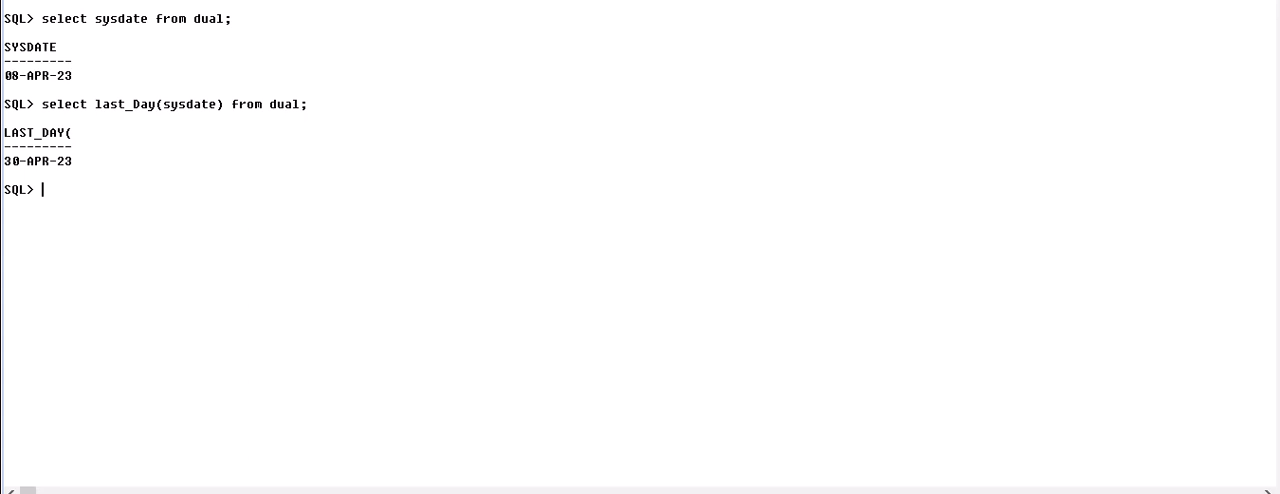 SQL> select sysdate from dual;
SYSDATE
---------
08-APR-23
SQL> select last_Day(sysdate) from dual;
LAST_DAY(
---------
30-APR-23
SQL>